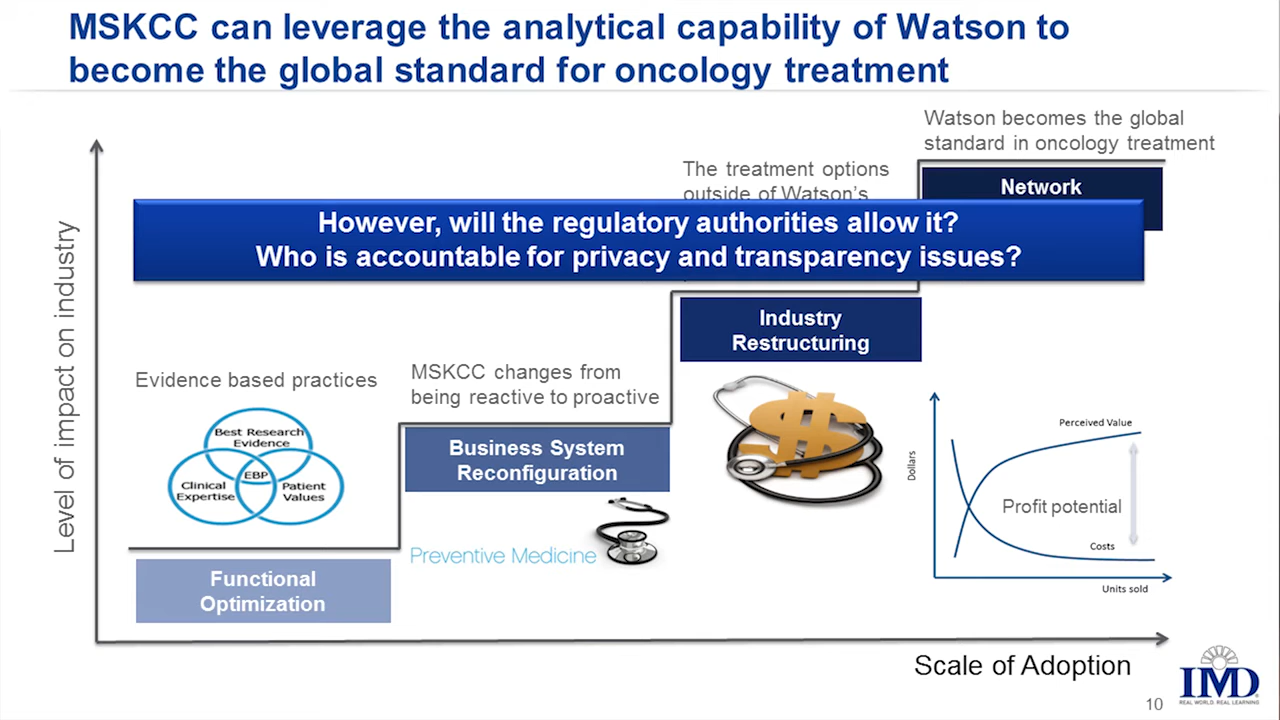 MSKCC can leverage the analytical capability of Watson to
become the global standard for oncology treatment
Watson becomes the global
standard in oncology treatment
The treatment options
outside of Watson's
Network
However, will the regulatory authorities allow it?
Who is accountable for privacy and transparency issues?
Level of impact on industry
Industry
Restructuring
Evidence based practices
MSKCC changes from
being reactive to proactive
Best Research
Evidence
Clinical
Expertise
EBP
Patient
Values
Business System
Reconfiguration
Preventive Medicine
Functional
Optimization
Perceived Value
Dollars
Profit potential
Costs
Units sold
Scale of Adoption
IMD
REAL WORLD. REAL LEARNING
10